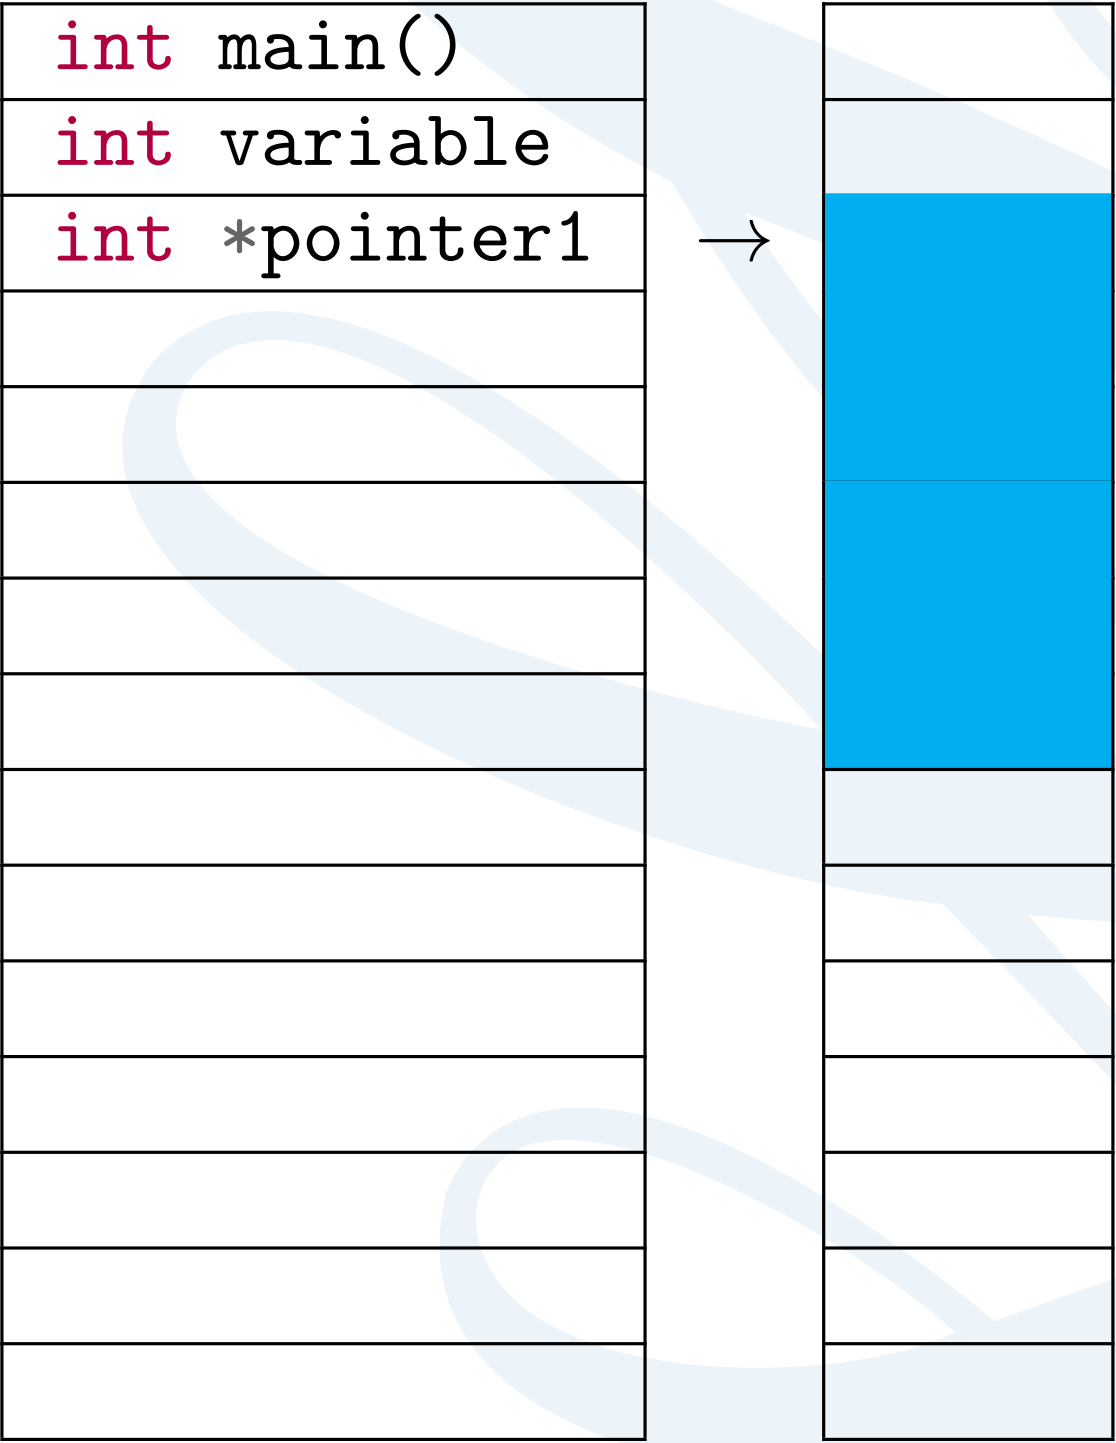 int main()
int variable
int *pointer1 →